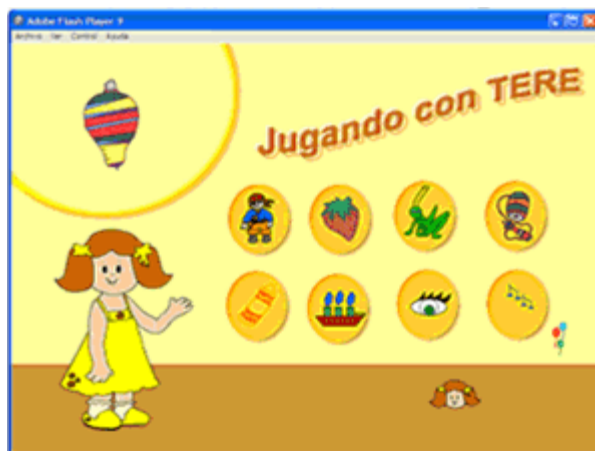 Adobe Flash Player 9
Archivo Ver Control Ayuda
Jugando con TERE